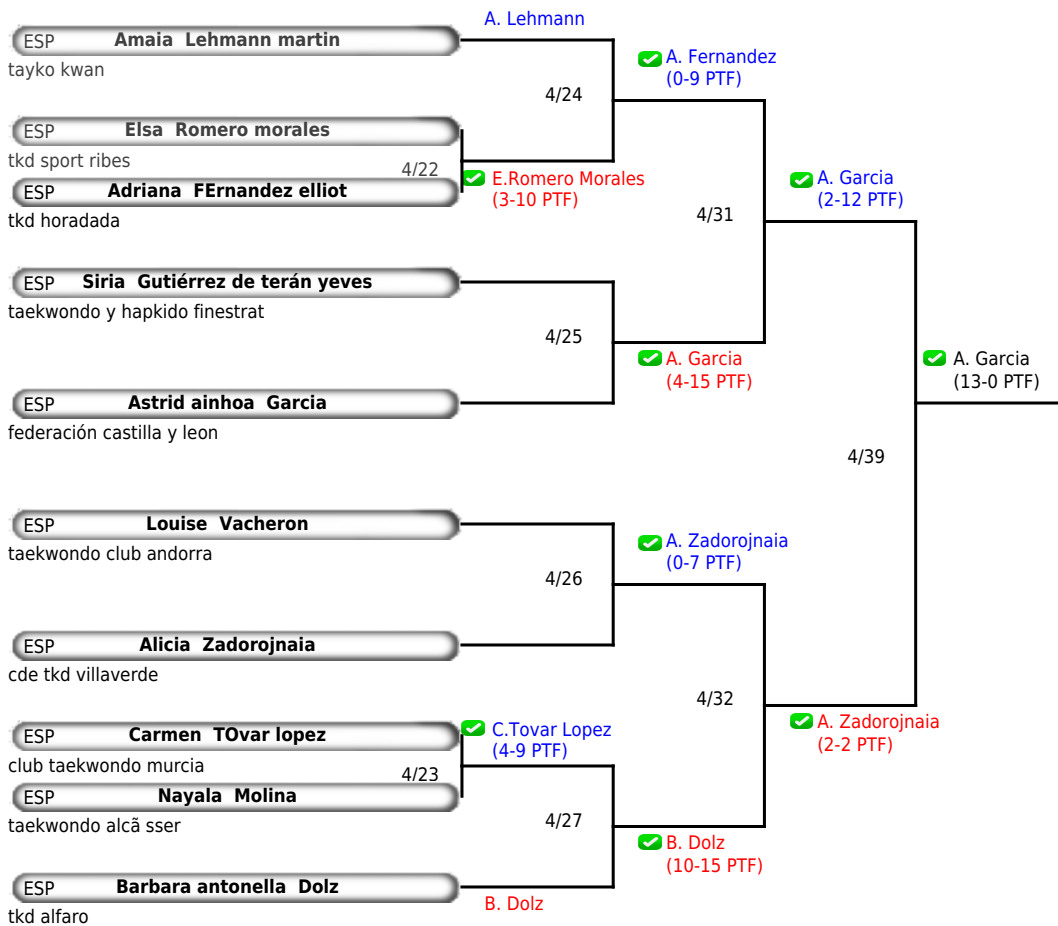 A. Lehmann
ESP Amaia Lehmann martin
tayko kwan
A. Fernandez
(0-9 PTF)
4/24
ESP Elsa Romero morales
tkd sport ribes
4/22
E.Romero Morales
(3-10 PTF)
ESP Adriana FErnandez elliot
tkd horadada
A. Garcia
(2-12 PTF)
4/31
ESP Siria Gutiérrez de terán yeves
taekwondo y hapkido finestrat
4/25
A. Garcia
(4-15 PTF)
A. Garcia
(13-0 PTF)
ESP Astrid ainhoa Garcia
federación castilla y leon
4/39
ESP Louise Vacheron
taekwondo club andorra
A. Zadorojnaia
(0-7 PTF)
4/26
ESP Alicia Zadorojnaia
cde tkd villaverde
4/32
A. Zadorojnaia
(2-2 PTF)
ESP Carmen TOvar lopez
club taekwondo murcia
C.Tovar Lopez
(4-9 PTF)
4/23
ESP Nayala Molina
taekwondo alcã sser
4/27
B. Dolz
(10-15 PTF)
ESP Barbara antonella Dolz
tkd alfaro
B. Dolz